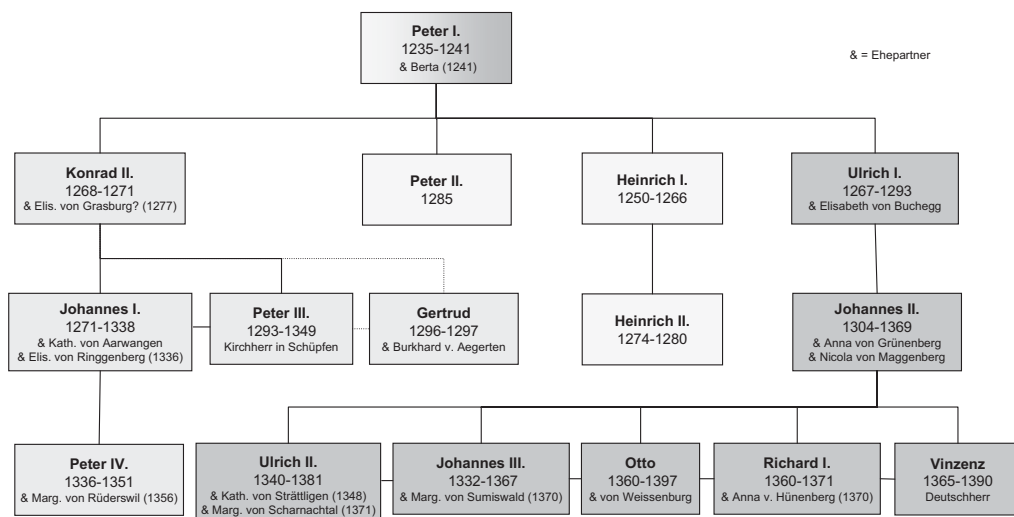 Peter I.
1235-1241
& Berta (1241)
& = Ehepartner
Konrad II.
1268-1271
& Elis. von Grasburg? (1277)
Peter II.
1285
Heinrich I.
1250-1266
Ulrich I.
1267-1293
& Elisabeth von Buchegg
Johannes I.
1271-1338
& Kath. von Aarwangen
& Elis. von Ringgenberg (1336)
Peter III.
1293-1349
Kirchherr in Schüpfen
Gertrud
1296-1297
& Burkhard v. Aegerten
Heinrich II.
1274-1280
Johannes II.
1304-1369
& Anna von Grünenberg
& Nicola von Maggenberg
Peter IV.
1336-1351
& Marg. von Rüderswil (1356)
Ulrich II.
1340-1381
& Kath. von Strättligen (1348)
& Marg. von Scharnachtal (1371)
Johannes III.
1332-1367
& Marg. von Sumiswald (1370)
Otto
1360-1397
& von Weissenburg
Richard I.
1360-1371
& Anna v. Hünenberg (1370)
Vinzenz
1365-1390
Deutschherr